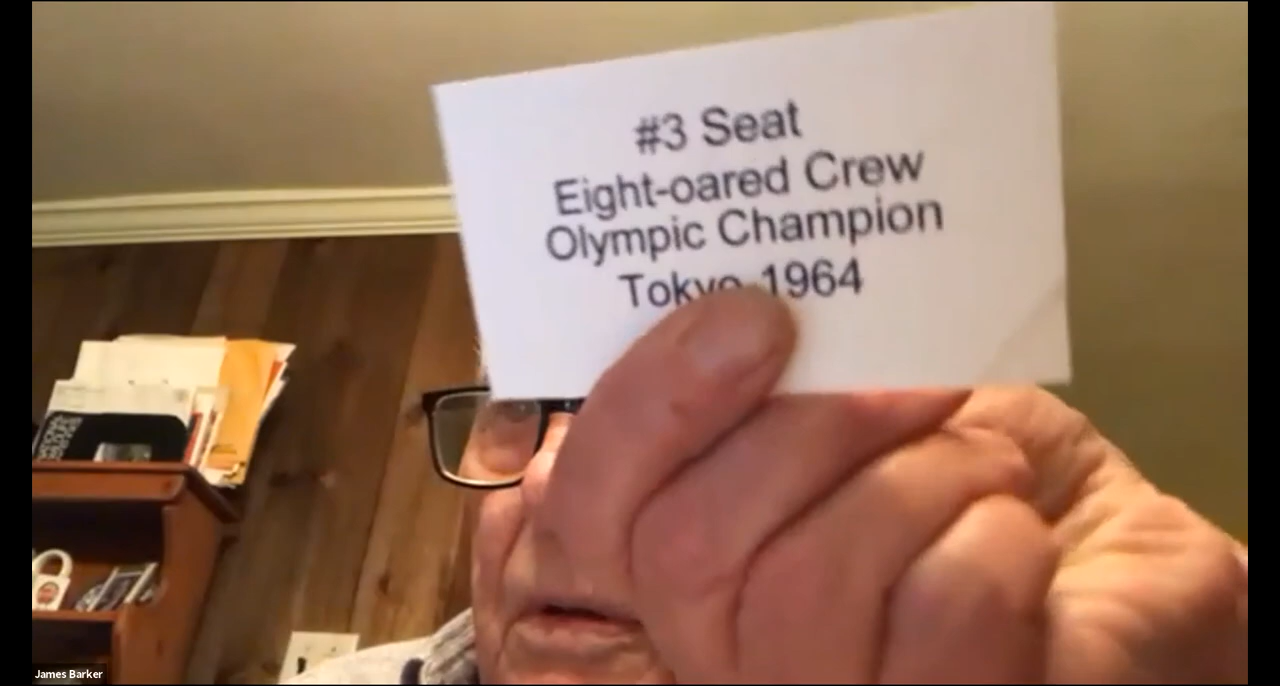 #3 Seat
Eight-oared Crew
Olympic Champion
Tokyo 1964
James Barker